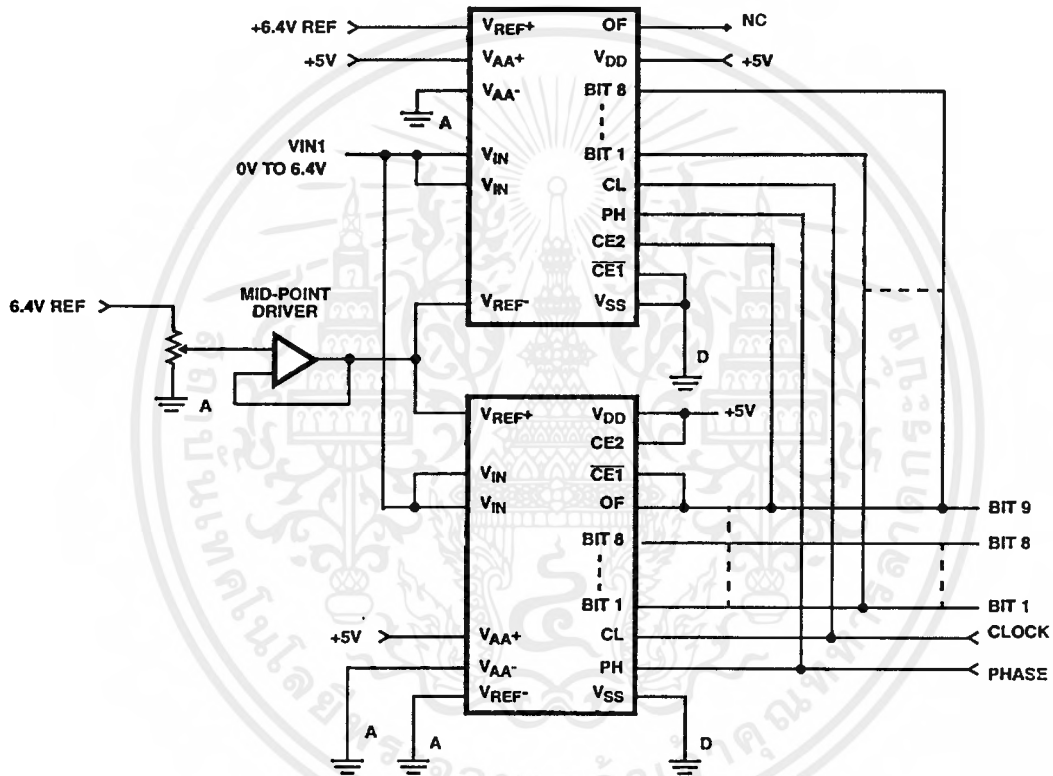 +6.4V REF
+5V
VREF+
VAA+
VAA-
A
VIN1
0V TO 6.4V
VIN
VIN
VREF-
OF
VDD
BIT 8
BIT 1
CL
PH
CE2
CE1
VSS
NC
+5V
D
6.4V REF
MID-POINT
DRIVER
A
VREF+
VIN
VIN
+5V
VAA+
VAA-
VREF-
A
A
VDD
CE2
CE1
OF
BIT 8
BIT 1
CL
PH
VSS
+5V
D
BIT 9
BIT 8
BIT 1
CLOCK
PHASE